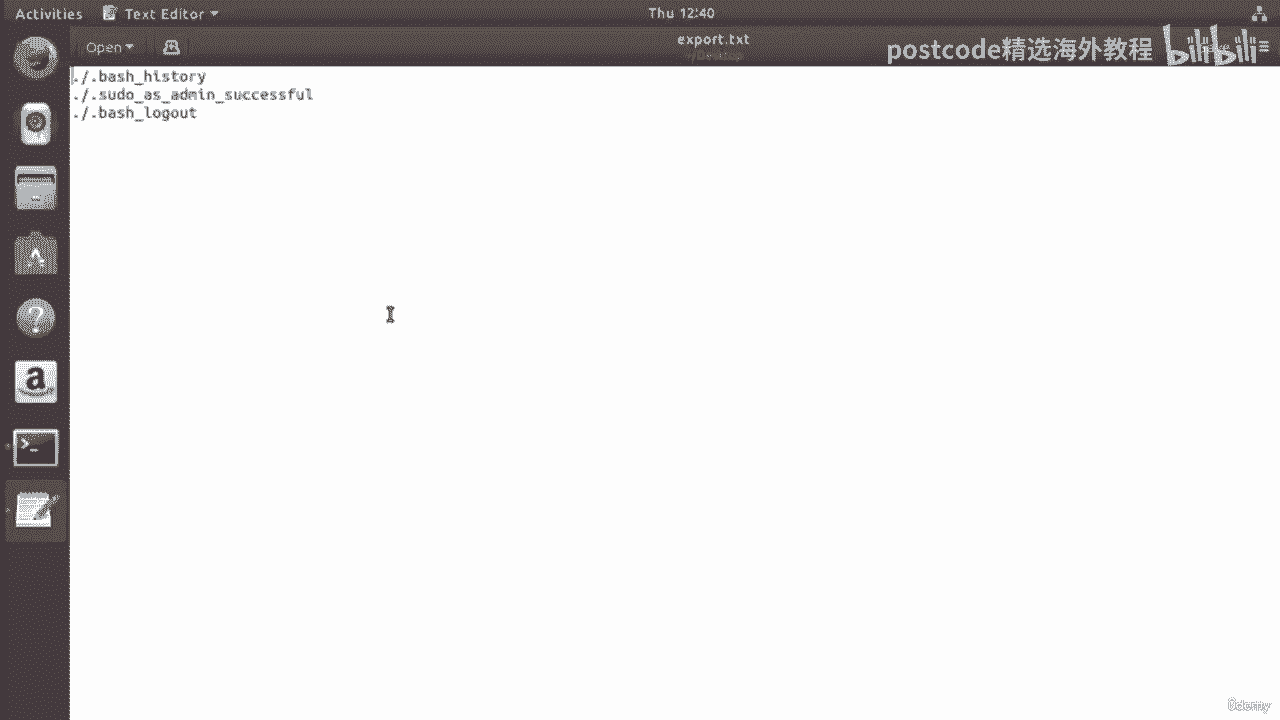 Activities Text Editor Thu 12:40
Open export.txt
~/Desktop
postcode精选海外教程 bilibili
./.bash_history
./.sudo_as_admin_successful
./.bash_logout
Udemy